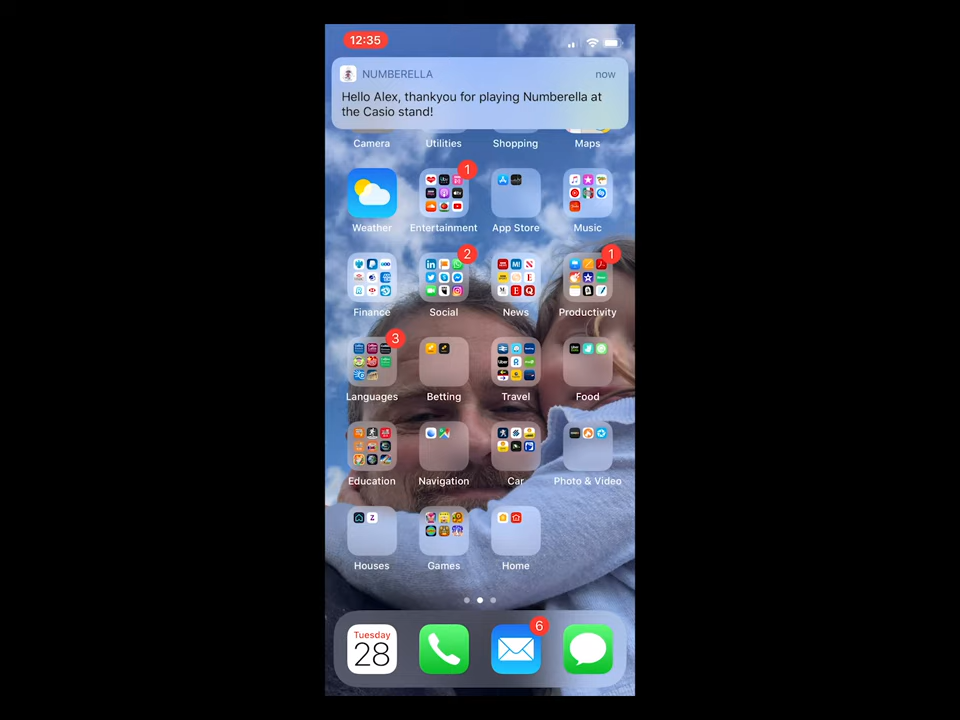 12:35
NUMBERELLA
now
Hello Alex, thankyou for playing Numberella at
the Casio stand!
Camera
Utilities
Shopping
Maps
1
Weather
Entertainment
App Store
Music
2
1
Finance
Social
News
Productivity
3
Languages
Betting
Travel
Food
Education
Navigation
Car
Photo & Video
Houses
Games
Home
6
Tuesday
28